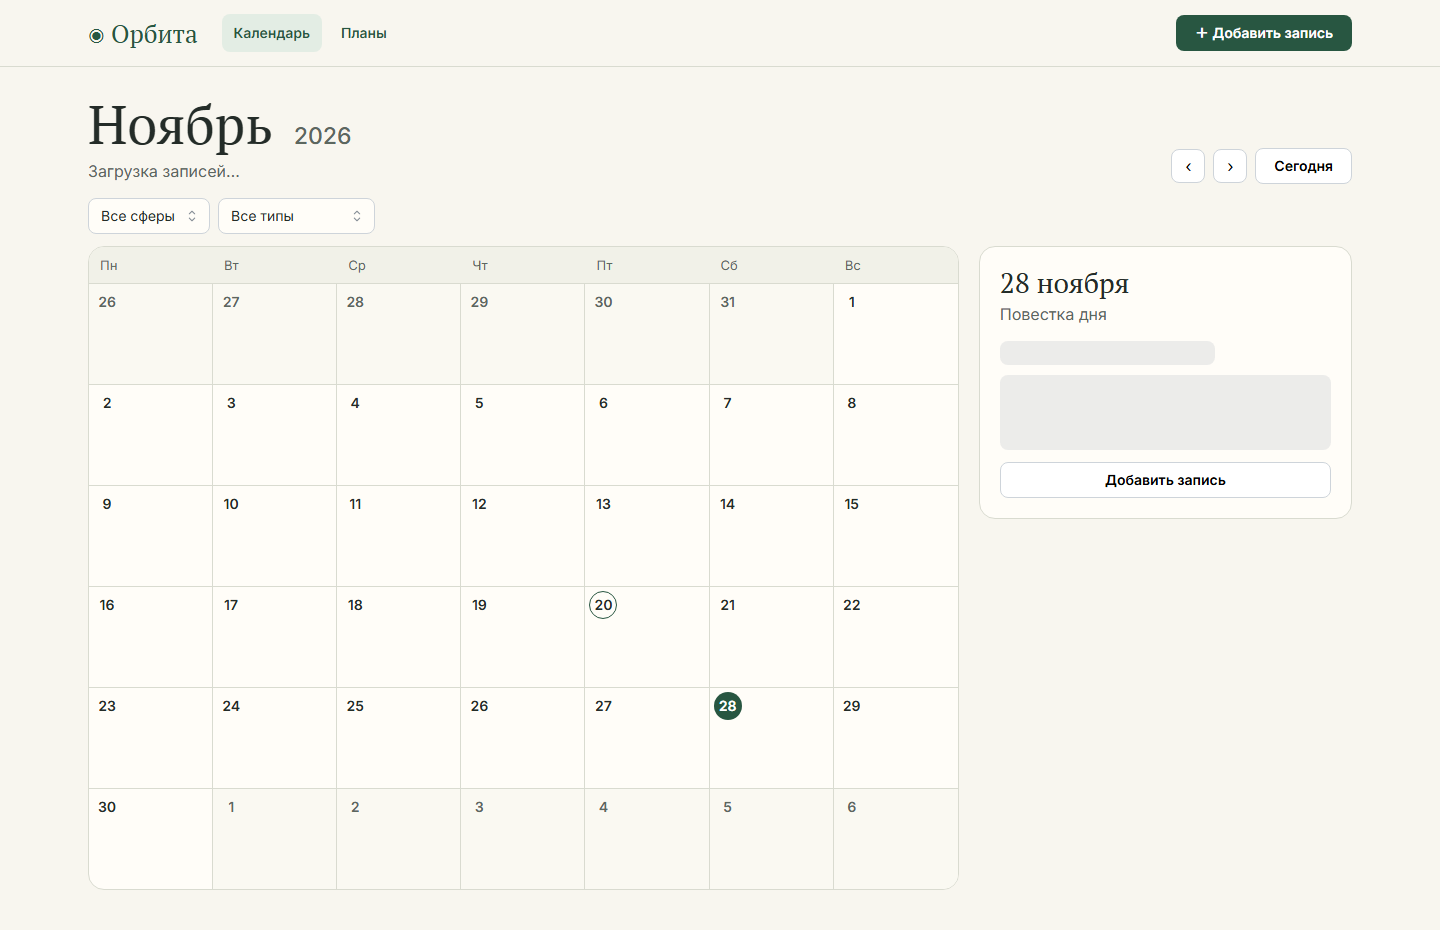 ◉ Орбита Календарь Планы + Добавить запись
Ноябрь 2026
Загрузка записей...
‹ › Сегодня
Все сферы Все типы
Пн Вт Ср Чт Пт Сб Вс
26 27 28 29 30 31 1
2 3 4 5 6 7 8
9 10 11 12 13 14 15
16 17 18 19 20 21 22
23 24 25 26 27 28 29
30 1 2 3 4 5 6
28 ноября
Повестка дня
Добавить запись